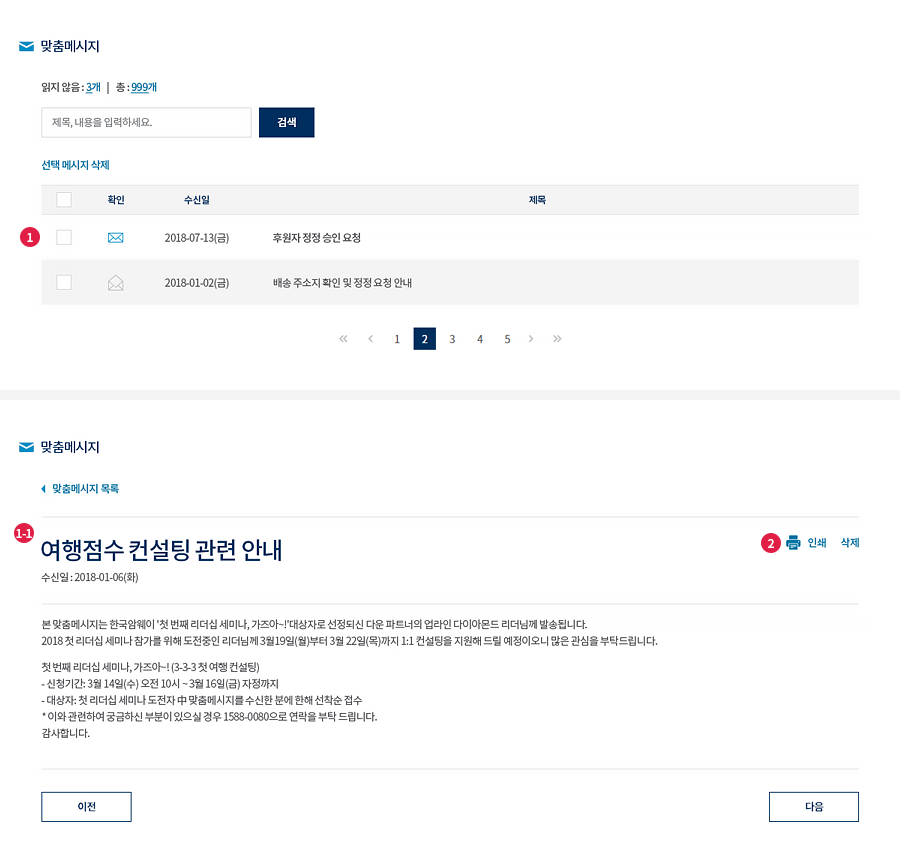 맞춤메시지
읽지 않음 : 3개 | 총 : 999개
제목, 내용을 입력하세요. 검색
선택 메시지 삭제
확인 수신일 제목
1 2018-07-13(금) 후원자 정정 승인 요청
2018-01-02(금) 배송 주소지 확인 및 정정 요청 안내
« ‹ 1 2 3 4 5 › »
맞춤메시지
맞춤메시지 목록
1-1
여행점수 컨설팅 관련 안내
2 인쇄 삭제
수신일 : 2018-01-06(화)
본 맞춤메시지는 한국암웨이 '첫 번째 리더십 세미나, 가즈아~!'대상자로 선정되신 다운 파트너의 업라인 다이아몬드 리더님께 발송됩니다.
2018 첫 리더십 세미나 참가를 위해 도전중인 리더님께 3월19일(월)부터 3월 22일(목)까지 1:1 컨설팅을 지원해 드릴 예정이오니 많은 관심을 부탁드립니다.
첫 번째 리더십 세미나, 가즈아~! (3-3-3 첫 여행 컨설팅)
- 신청기간: 3월 14일(수) 오전 10시 ~ 3월 16일(금) 자정까지
- 대상자: 첫 리더십 세미나 도전자 中 맞춤메시지를 수신한 분에 한해 선착순 접수
* 이와 관련하여 궁금하신 부분이 있으실 경우 1588-0080으로 연락을 부탁 드립니다.
감사합니다.
이전 다음